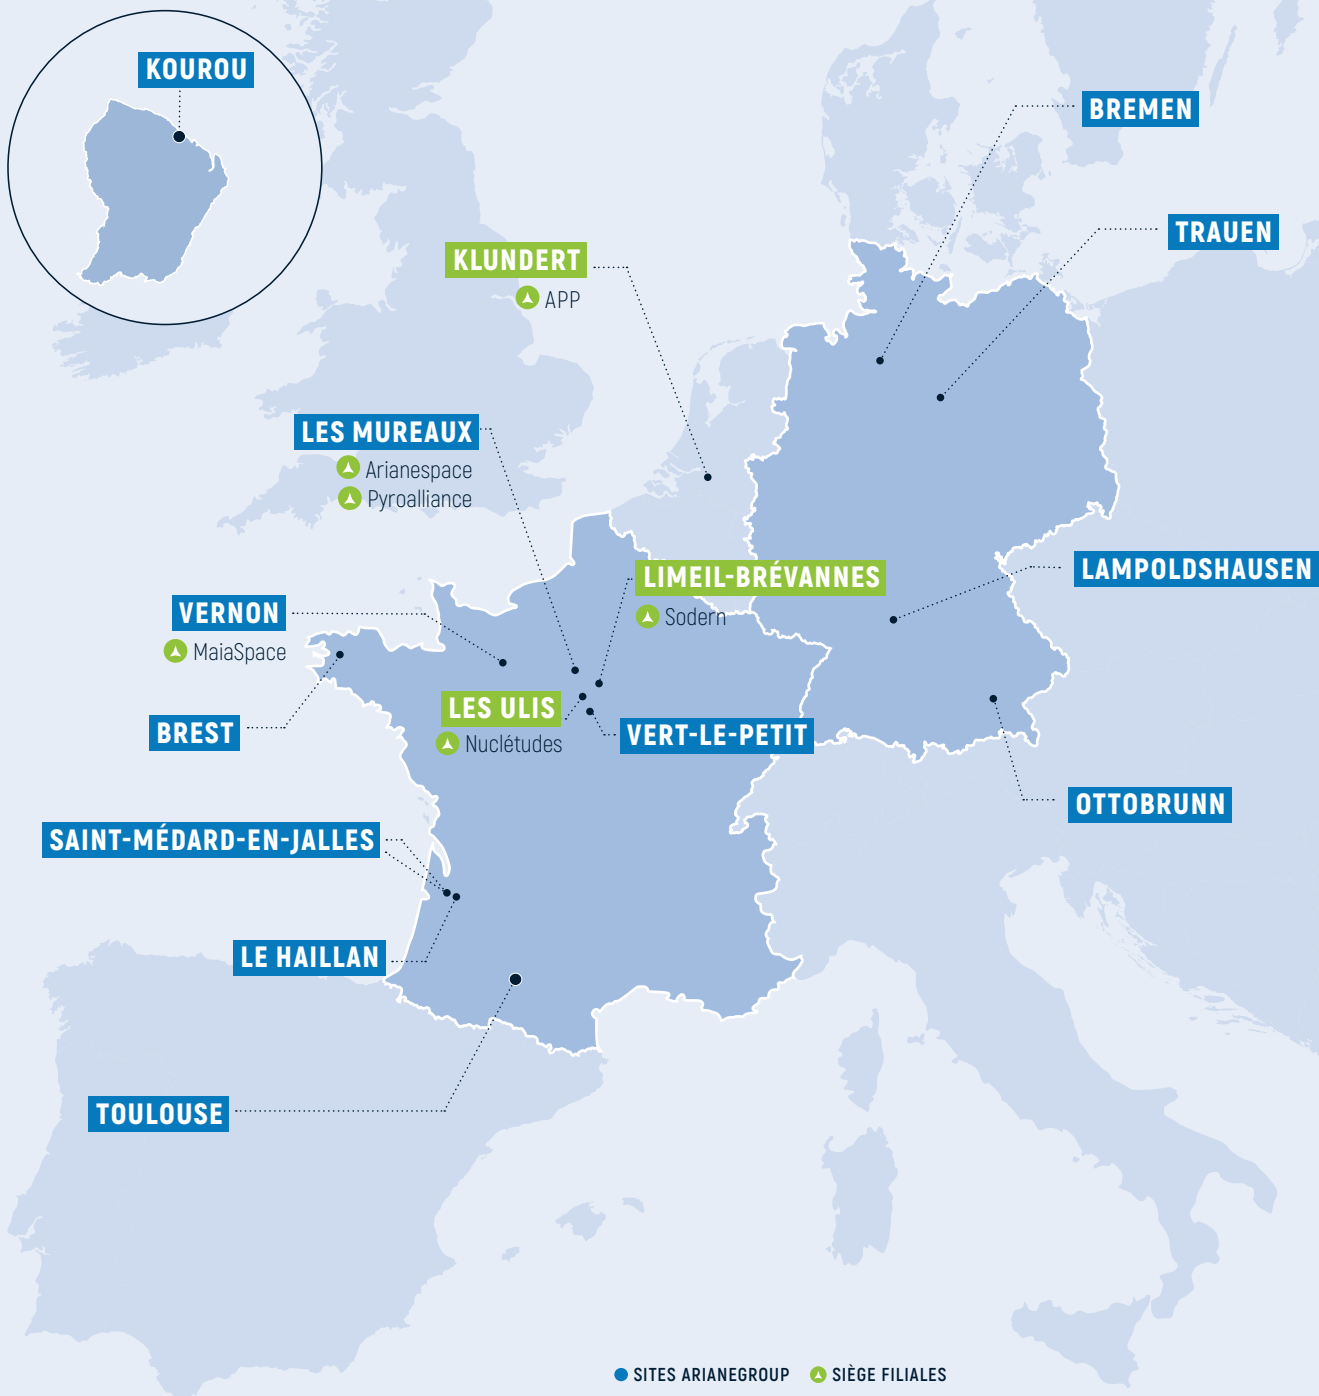 KOUROU
BREMEN
TRAUEN
KLUNDERT
APP
LES MUREAUX
Arianespace
Pyroalliance
LIMEIL-BRÉVANNES
Sodern
LAMPOLDSHAUSEN
VERNON
MaiaSpace
LES ULIS
Nuclétudes
BREST
VERT-LE-PETIT
OTTOBRUNN
SAINT-MÉDARD-EN-JALLES
LE HAILLAN
TOULOUSE
SITES ARIANEGROUP
SIÈGE FILIALES